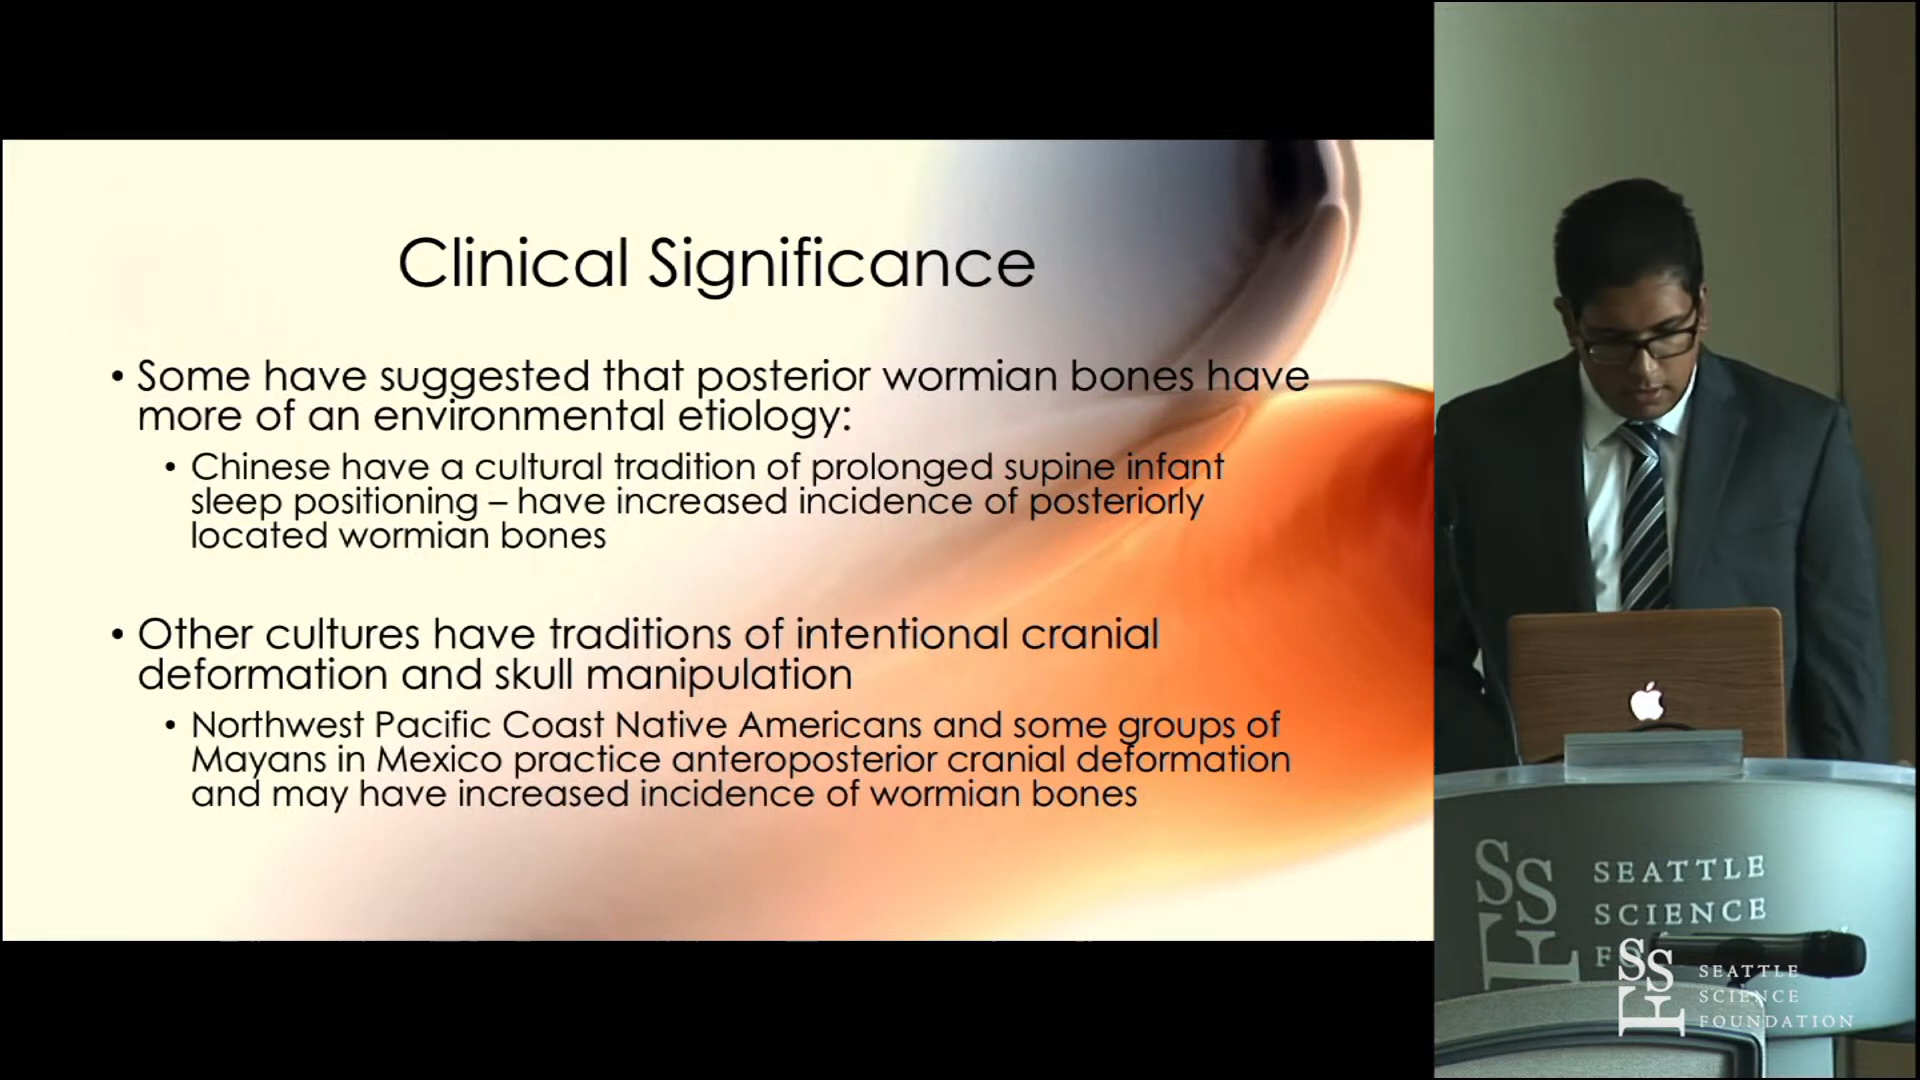 Clinical Significance
• Some have suggested that posterior wormian bones have
more of an environmental etiology:
• Chinese have a cultural tradition of prolonged supine infant
sleep positioning – have increased incidence of posteriorly
located wormian bones
• Other cultures have traditions of intentional cranial
deformation and skull manipulation
• Northwest Pacific Coast Native Americans and some groups of
Mayans in Mexico practice anteroposterior cranial deformation
and may have increased incidence of wormian bones
SSF
SEATTLE
SCIENCE
SSF
SEATTLE
SCIENCE
FOUNDATION